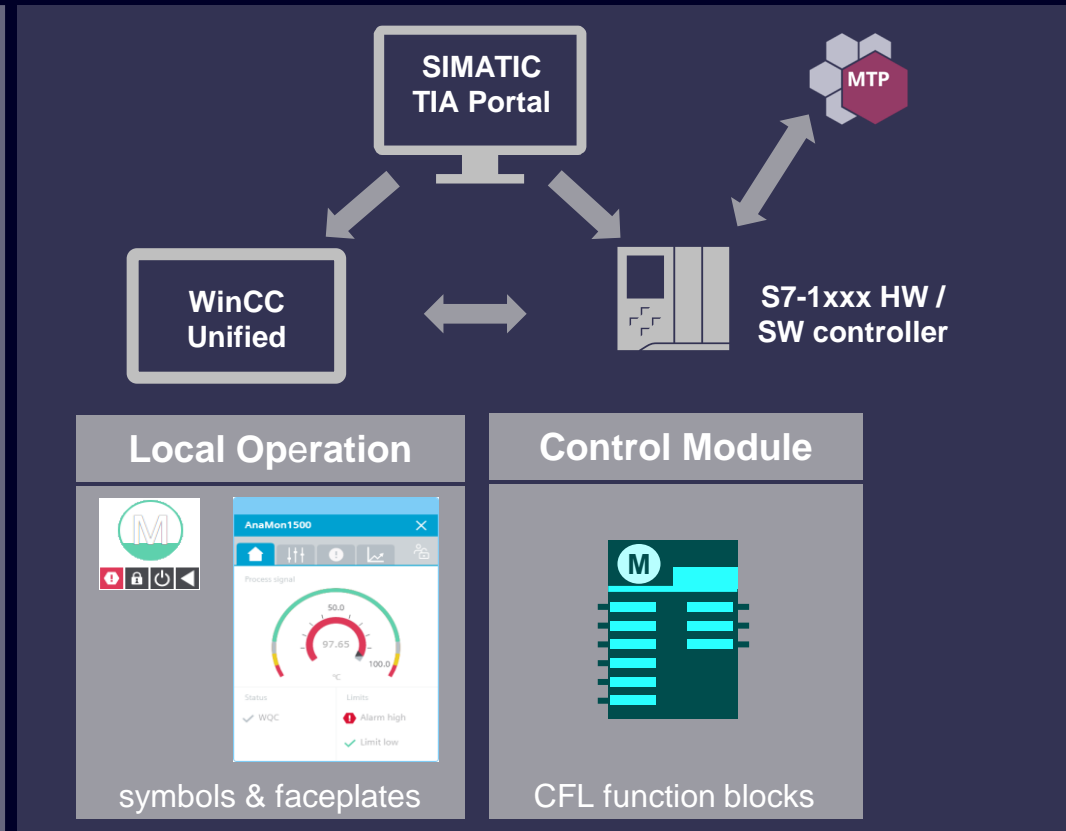 SIMATIC
TIA Portal
MTP
WinCC
Unified
S7-1xxx HW /
SW controller
Local Operation
Control Module
M
AnaMon1500
Process signal
50.0
97.65
100.0
°C
Status
Limits
WQC
Alarm high
Limit low
M
symbols & faceplates
CFL function blocks